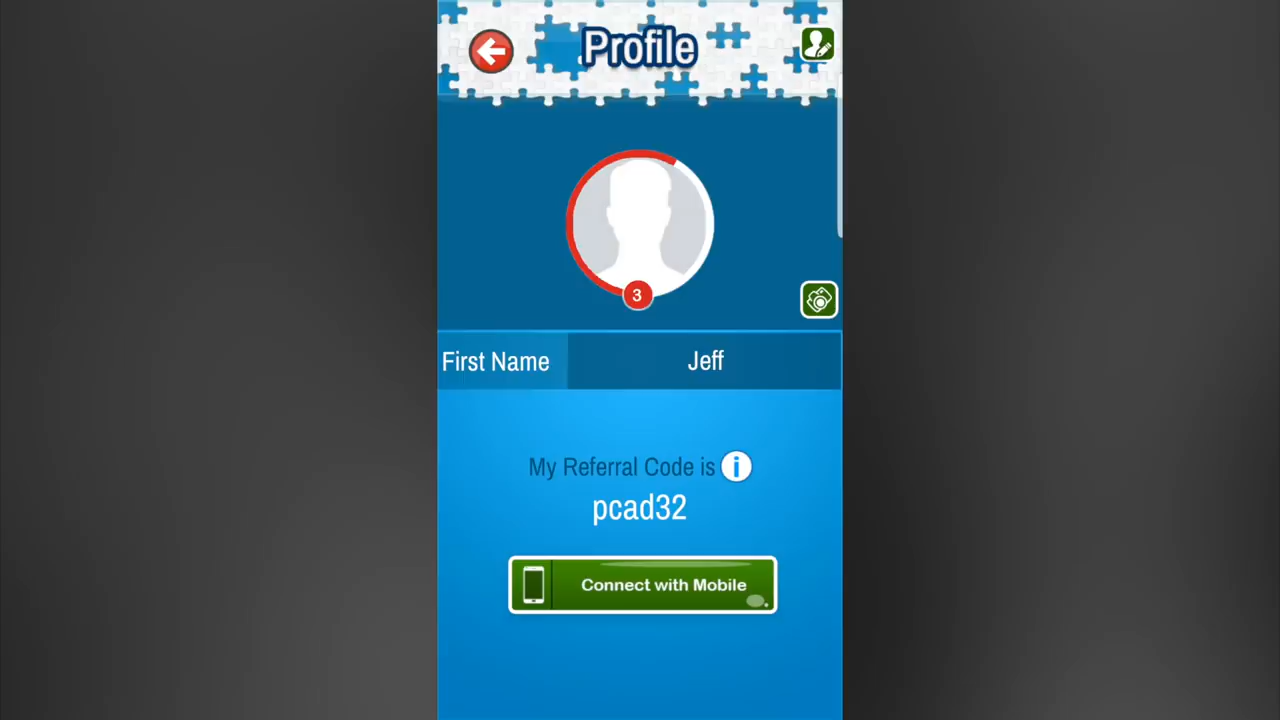 Profile
3
First Name Jeff
My Referral Code is i
pcad32
Connect with Mobile